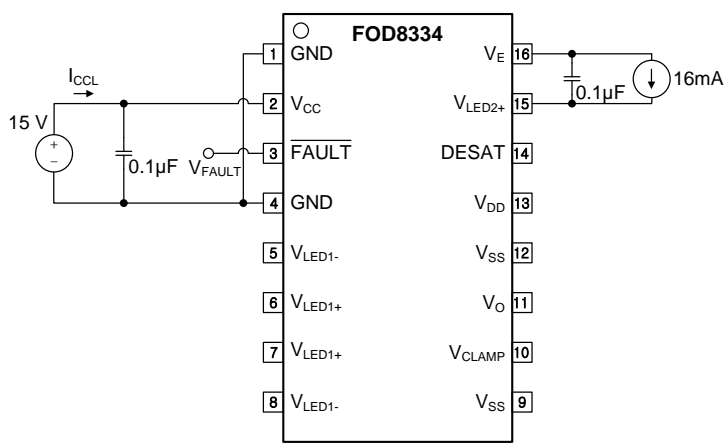 FOD8334
1 GND
2 V_CC
3 FAULT
4 GND
5 V_LED1-
6 V_LED1+
7 V_LED1+
8 V_LED1-
V_E 16
V_LED2+ 15
DESAT 14
V_DD 13
V_SS 12
V_O 11
V_CLAMP 10
V_SS 9
I_CCL
15 V
+
−
0.1μF
V_FAULT
0.1μF
16mA